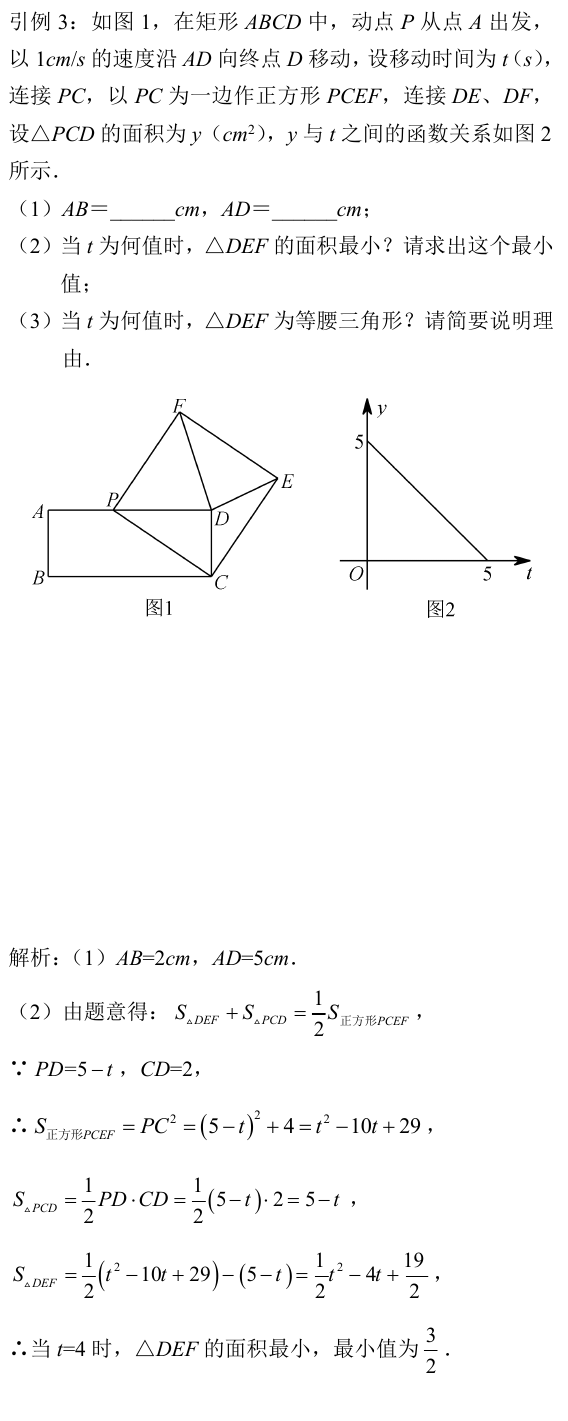 引例 3：如图 1，在矩形 ABCD 中，动点 P 从点 A 出发，
以 1cm/s 的速度沿 AD 向终点 D 移动，设移动时间为 t（s），
连接 PC，以 PC 为一边作正方形 PCEF，连接 DE、DF，
设△PCD 的面积为 y（cm²），y 与 t 之间的函数关系如图 2
所示．
（1）AB＝______cm，AD＝______cm；
（2）当 t 为何值时，△DEF 的面积最小？请求出这个最小
值；
（3）当 t 为何值时，△DEF 为等腰三角形？请简要说明理
由．
F
E
A
P
D
B
C
图1
y
5
O
5
t
图2
解析：（1）AB=2cm，AD=5cm．
（2）由题意得：S△DEF + S△PCD = 1/2 S正方形PCEF，
∵ PD=5－t，CD=2，
∴ S正方形PCEF = PC² = (5－t)² + 4 = t² －10t + 29，
S△PCD = 1/2 PD·CD = 1/2 (5－t)·2 = 5－t，
S△DEF = 1/2 (t² －10t + 29)－(5－t) = 1/2 t² － 4t + 19/2，
∴当 t=4 时，△DEF 的面积最小，最小值为 3/2．